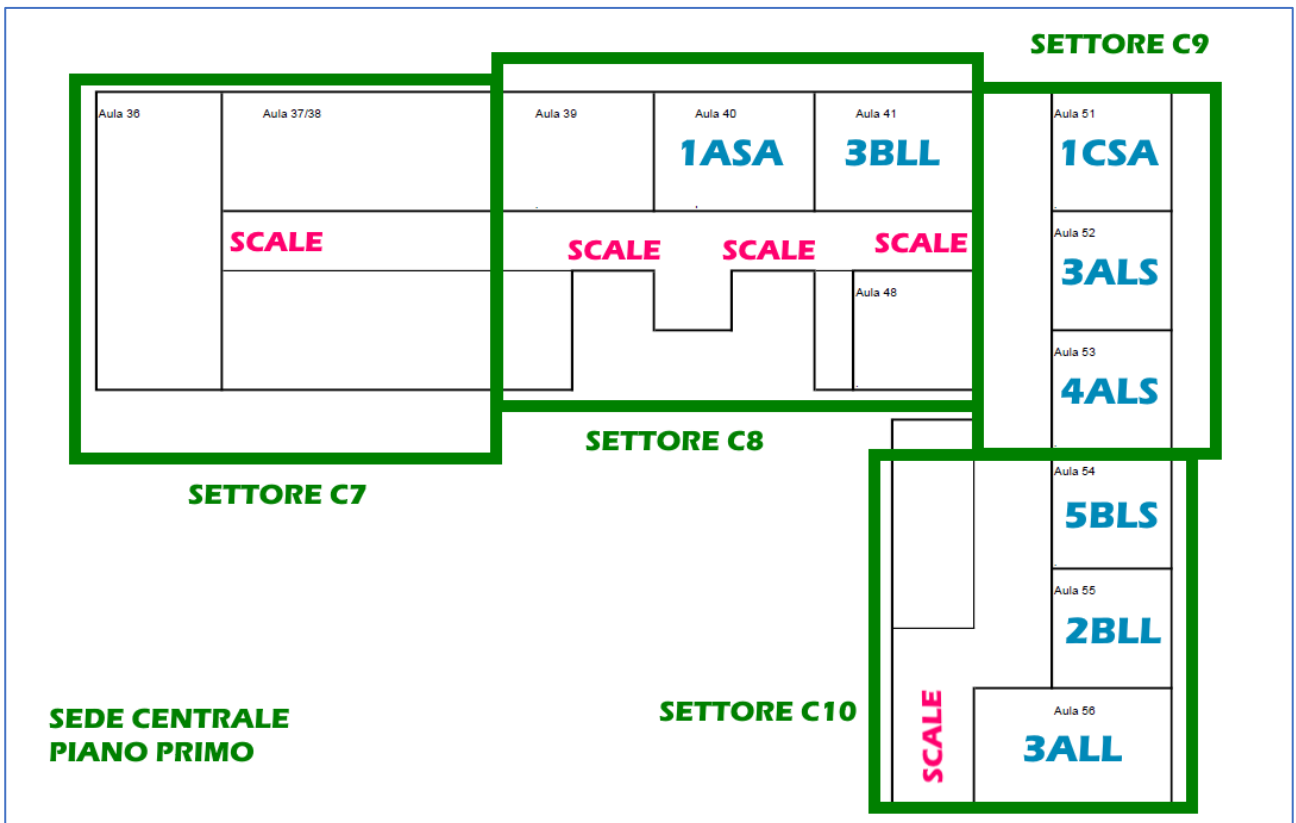 SETTORE C9
Aula 36
Aula 37/38
Aula 39
Aula 40
Aula 41
Aula 51
1ASA
3BLL
1CSA
SCALE
SCALE
SCALE
SCALE
Aula 52
3ALS
Aula 48
Aula 53
4ALS
SETTORE C8
SETTORE C7
Aula 54
5BLS
Aula 55
2BLL
SETTORE C10
SCALE
Aula 56
3ALL
SEDE CENTRALE
PIANO PRIMO